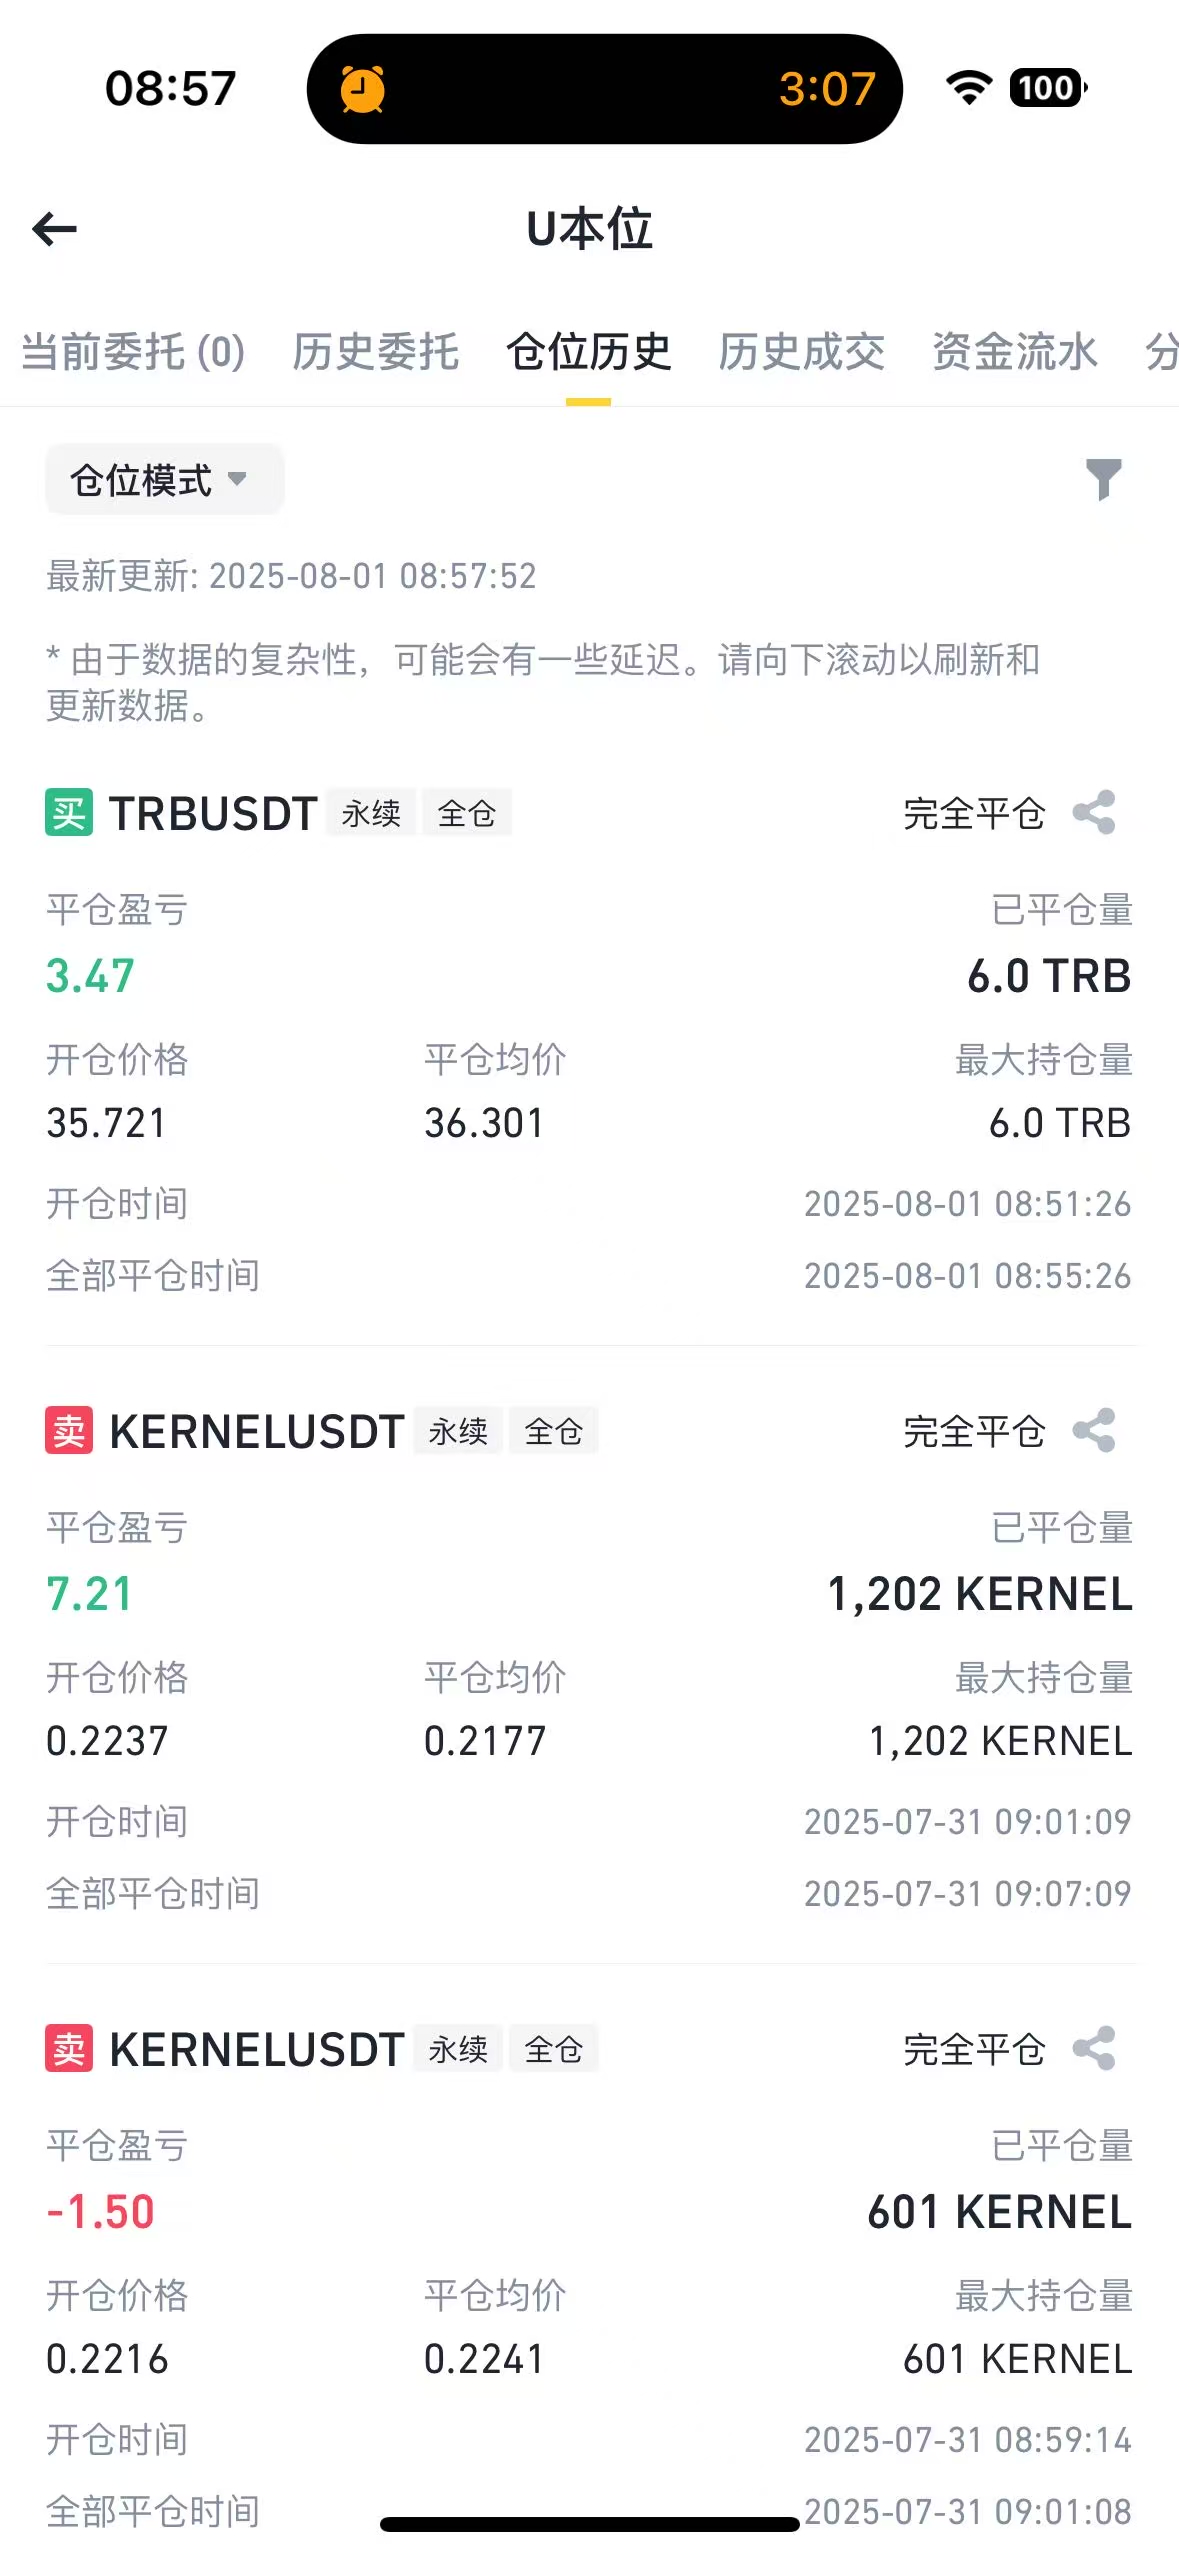 08:57
3:07
100
U本位
当前委托 (0) 历史委托 仓位历史 历史成交 资金流水 分
仓位模式
最新更新: 2025-08-01 08:57:52
* 由于数据的复杂性，可能会有一些延迟。请向下滚动以刷新和
更新数据。
买 TRBUSDT 永续 全仓 完全平仓
平仓盈亏 已平仓量
3.47 6.0 TRB
开仓价格 平仓均价 最大持仓量
35.721 36.301 6.0 TRB
开仓时间 2025-08-01 08:51:26
全部平仓时间 2025-08-01 08:55:26
卖 KERNELUSDT 永续 全仓 完全平仓
平仓盈亏 已平仓量
7.21 1,202 KERNEL
开仓价格 平仓均价 最大持仓量
0.2237 0.2177 1,202 KERNEL
开仓时间 2025-07-31 09:01:09
全部平仓时间 2025-07-31 09:07:09
卖 KERNELUSDT 永续 全仓 完全平仓
平仓盈亏 已平仓量
-1.50 601 KERNEL
开仓价格 平仓均价 最大持仓量
0.2216 0.2241 601 KERNEL
开仓时间 2025-07-31 08:59:14
全部平仓时间 2025-07-31 09:01:08